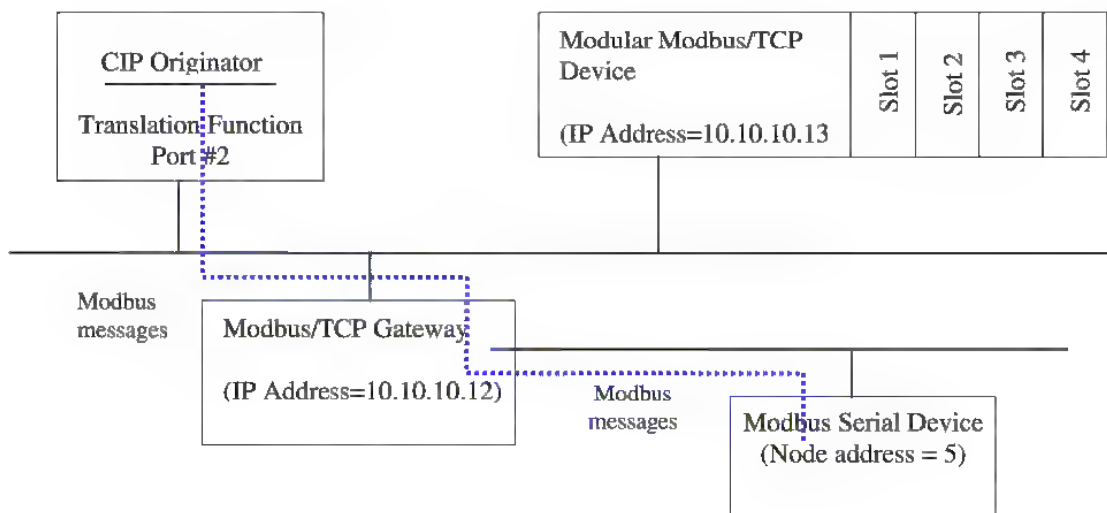 CIP Originator
Translation Function
Port #2
Modular Modbus/TCP
Device
(IP Address=10.10.10.13
Slot 1
Slot 2
Slot 3
Slot 4
Modbus
messages
Modbus/TCP Gateway
(IP Address=10.10.10.12)
Modbus
messages
Modbus Serial Device
(Node address = 5)